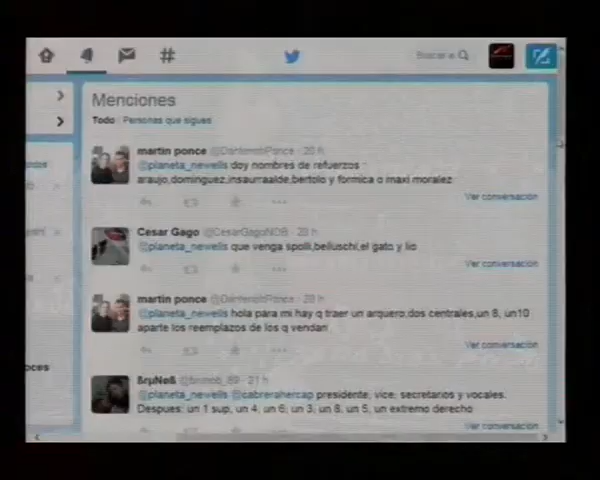 Buscar e
Menciones
Todo Personas que sigues
martin ponce 20 h
@planeta_newells doy nombres de refuerzos :
araujo,dominguez,insaurraalde,bertolo y formica o maxi moralez
Ver conversación
Cesar Gago @CesarGagoNOB · 20 h
@planeta_newells que venga spolli,belluschi,el gato y lio
Ver conversación
martin ponce 20 h
@planeta_newells hola para mi hay q traer un arquero,dos centrales,un 8, un10
aparte los reemplazos de los q vendan
Ver conversación
ßrµNøß 21 h
@planeta_newells @cabrerahercap presidente, vice, secretarios y vocales.
Despues: un 1 sup, un 4, un 6, un 3, un 8, un 5, un extremo derecho
Ver conversación